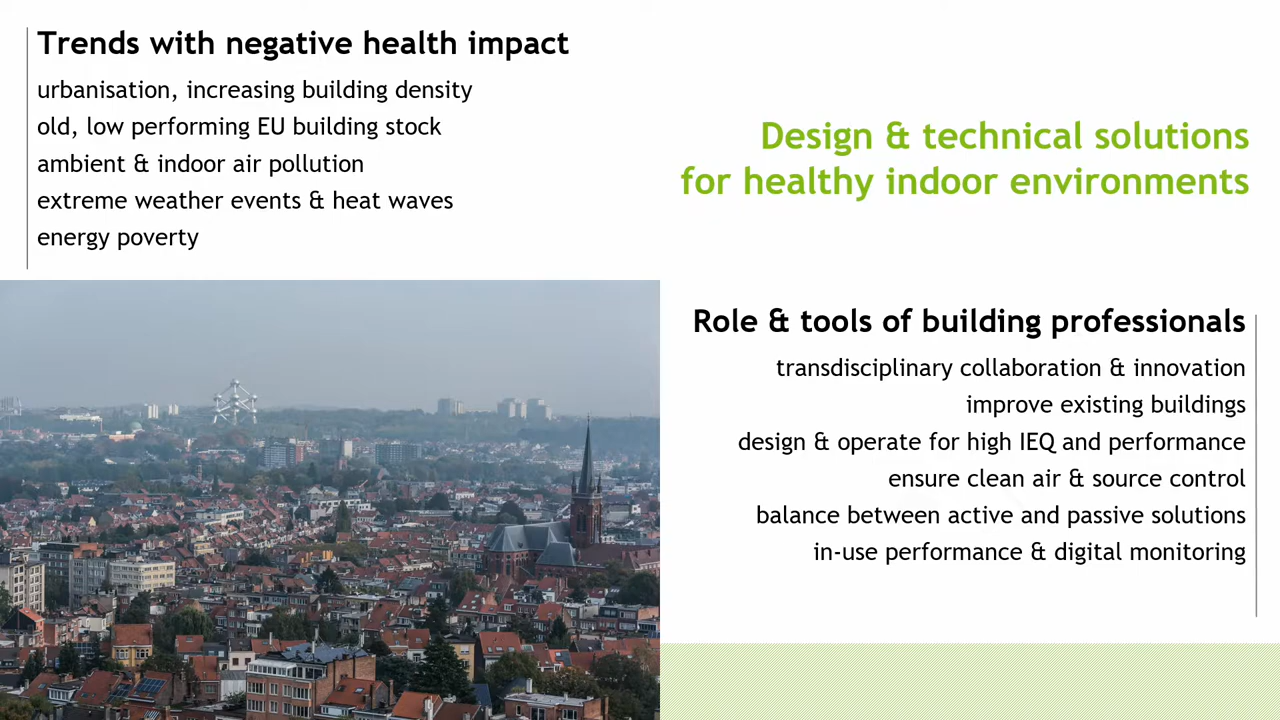 Trends with negative health impact
urbanisation, increasing building density
old, low performing EU building stock
ambient & indoor air pollution
extreme weather events & heat waves
energy poverty
Design & technical solutions
for healthy indoor environments
Role & tools of building professionals
transdisciplinary collaboration & innovation
improve existing buildings
design & operate for high IEQ and performance
ensure clean air & source control
balance between active and passive solutions
in-use performance & digital monitoring